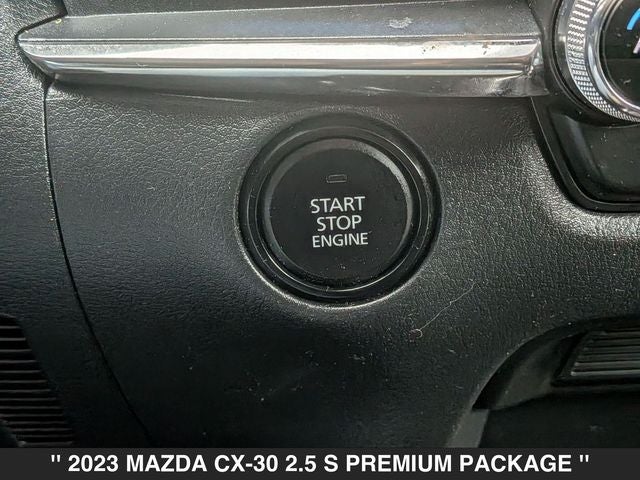 START
STOP
ENGINE
" 2023 MAZDA CX-30 2.5 S PREMIUM PACKAGE "